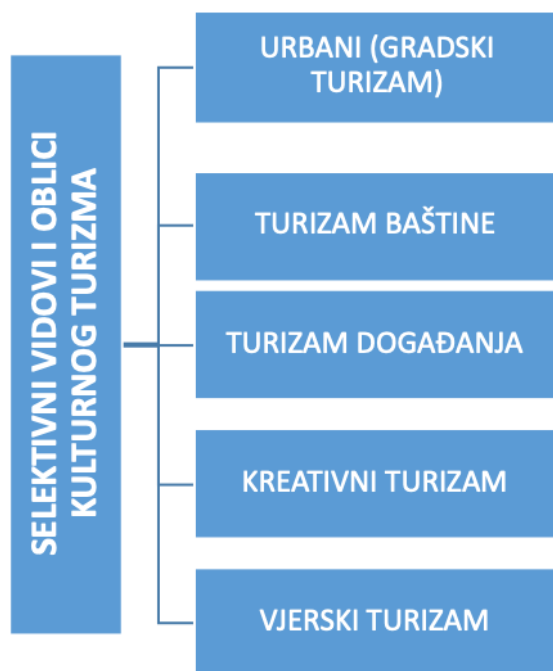 SELEKTIVNI VIDOVI I OBLICI
KULTURNOG TURIZMA
URBANI (GRADSKI
TURIZAM)
TURIZAM BAŠTINE
TURIZAM DOGAĐANJA
KREATIVNI TURIZAM
VJERSKI TURIZAM